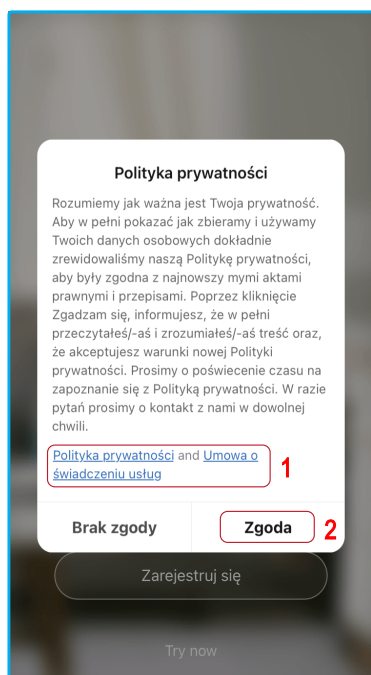 Polityka prywatności
Rozumiemy jak ważna jest Twoja prywatność.
Aby w pełni pokazać jak zbieramy i używamy
Twoich danych osobowych dokładnie
zrewidowaliśmy naszą Politykę prywatności,
aby były zgodna z najnowszy mymi aktami
prawnymi i przepisami. Poprzez kliknięcie
Zgadzam się, informujesz, że w pełni
przeczytałeś/-aś i zrozumiałeś/-aś treść oraz,
że akceptujesz warunki nowej Polityki
prywatności. Prosimy o poświecenie czasu na
zapoznanie się z Polityką prywatności. W razie
pytań prosimy o kontakt z nami w dowolnej
chwili.
Polityka prywatności and Umowa o
świadczeniu usług 1
Brak zgody Zgoda 2
Zarejestruj się
Try now